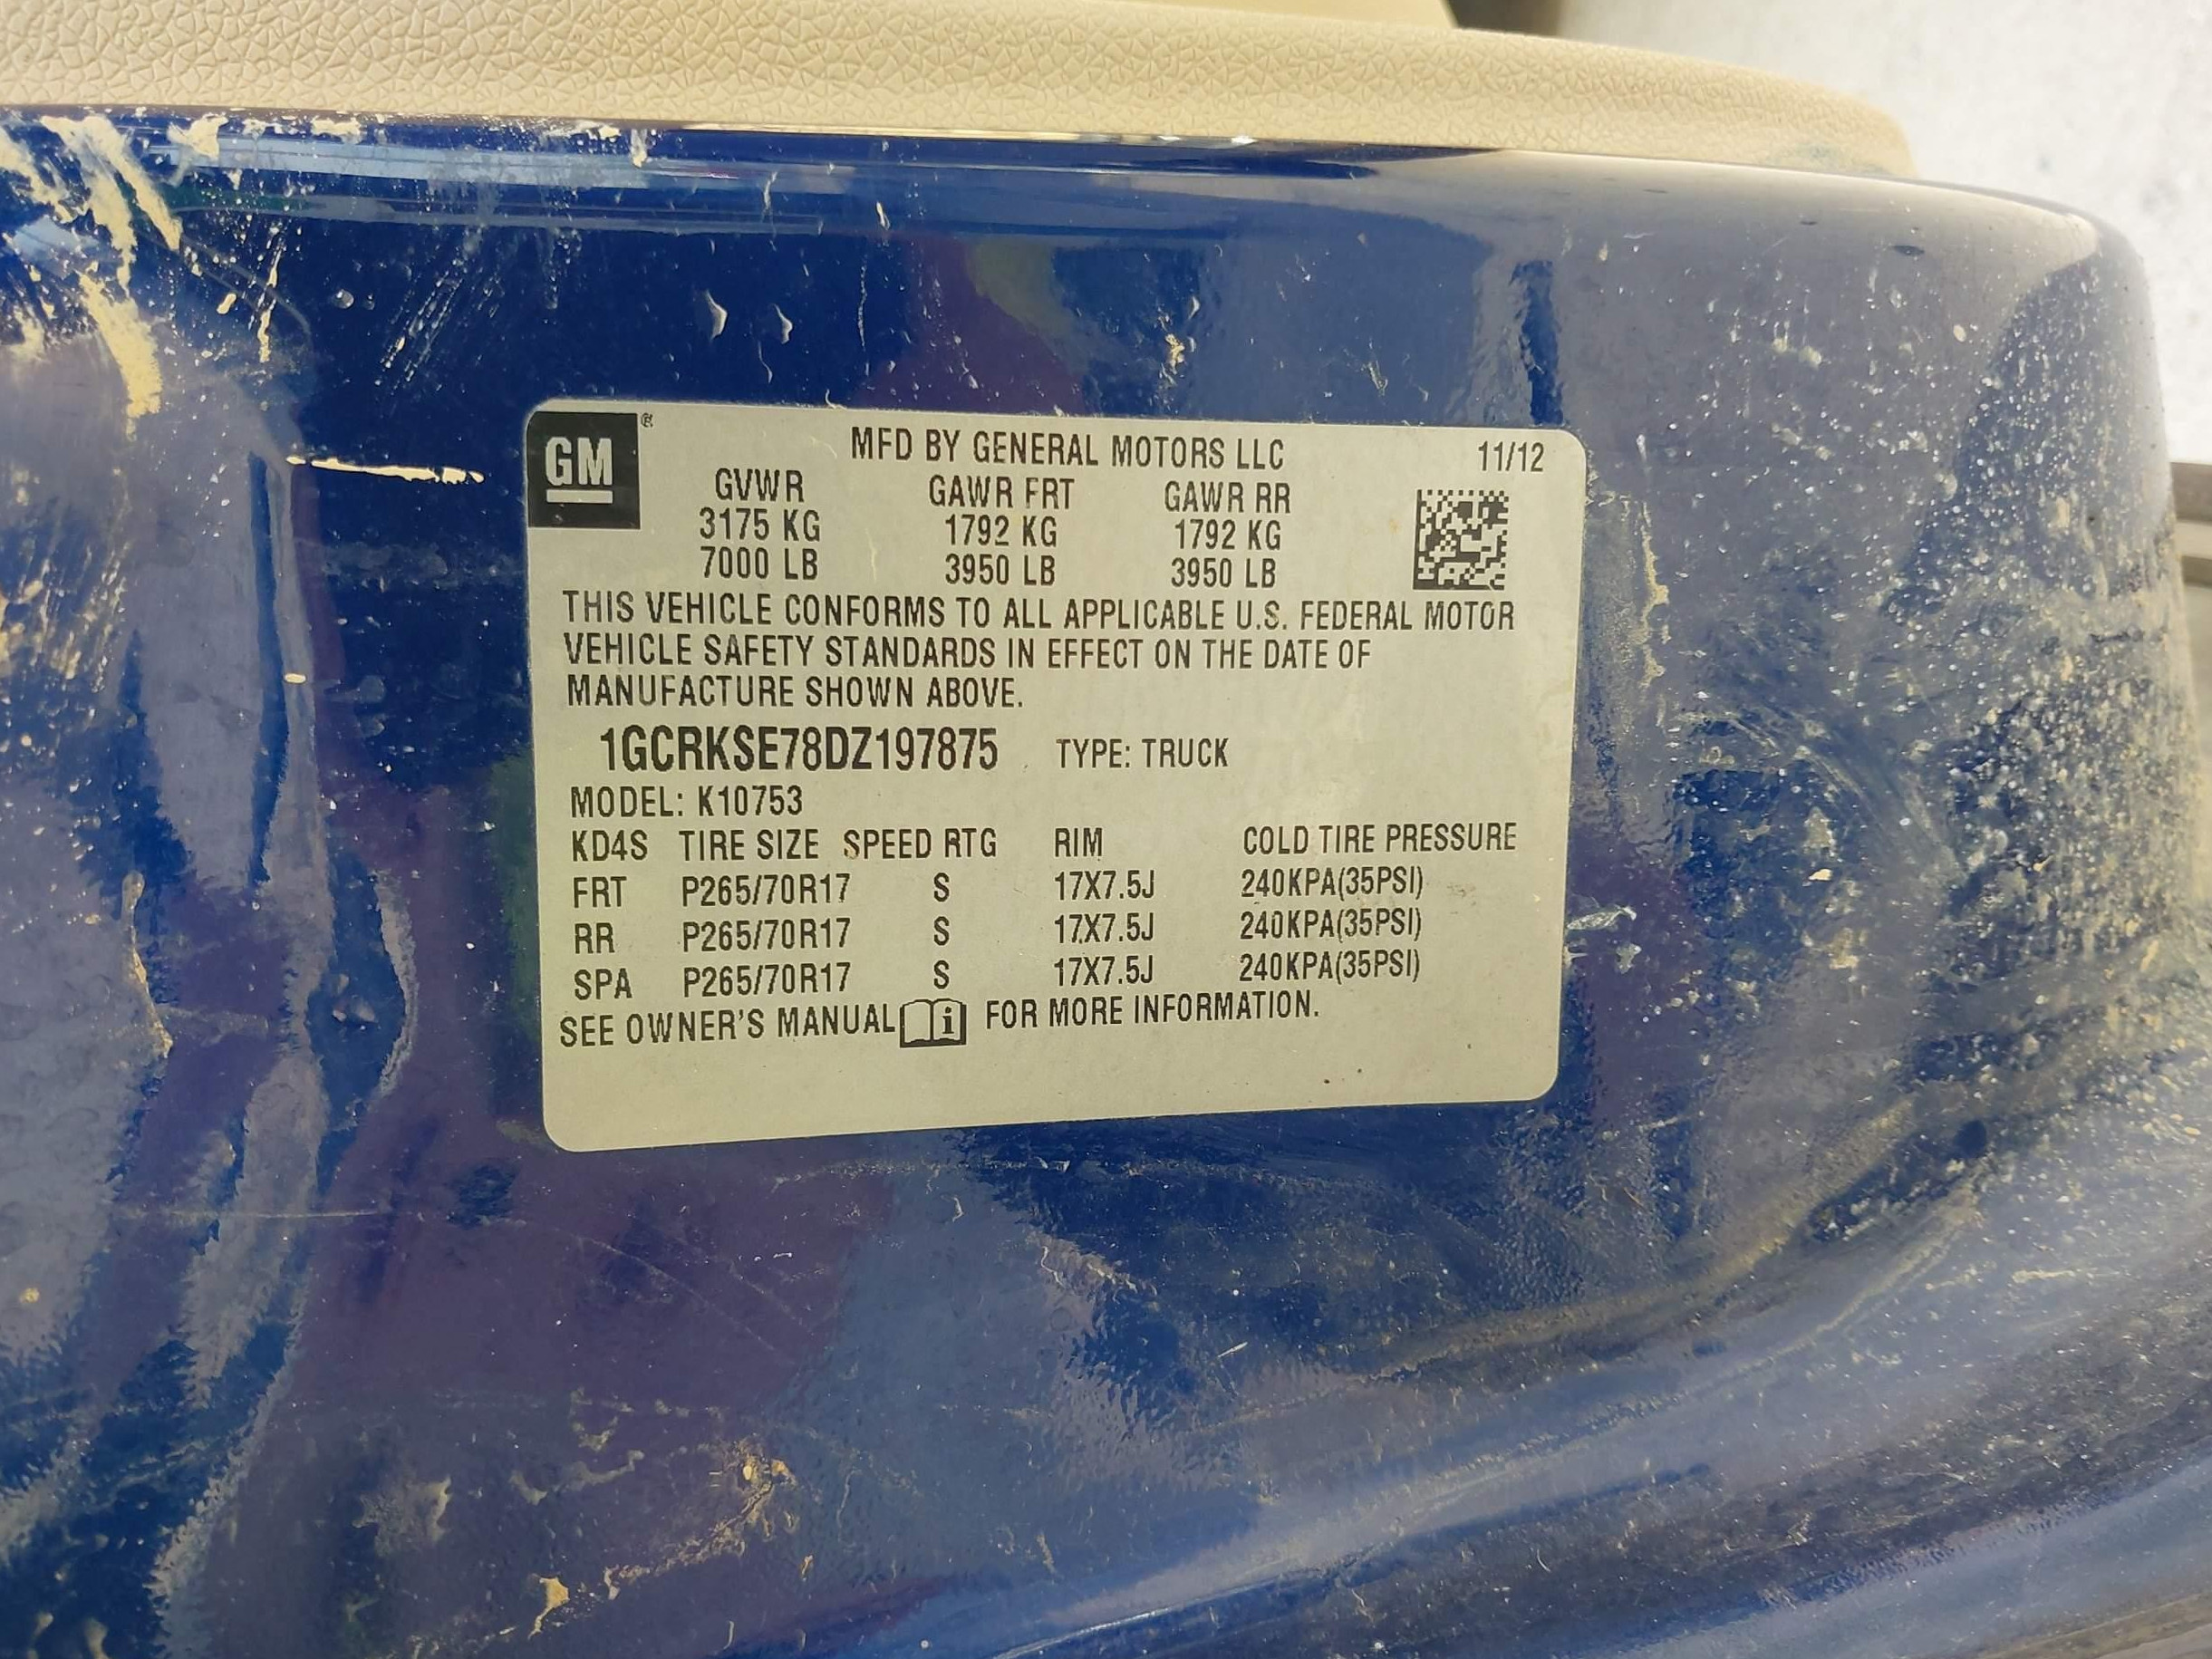 GM ®
MFD BY GENERAL MOTORS LLC 11/12
GVWR GAWR FRT GAWR RR
3175 KG 1792 KG 1792 KG
7000 LB 3950 LB 3950 LB
THIS VEHICLE CONFORMS TO ALL APPLICABLE U.S. FEDERAL MOTOR
VEHICLE SAFETY STANDARDS IN EFFECT ON THE DATE OF
MANUFACTURE SHOWN ABOVE.
1GCRKSE78DZ197875 TYPE: TRUCK
MODEL: K10753
KD4S TIRE SIZE SPEED RTG RIM COLD TIRE PRESSURE
FRT P265/70R17 S 17X7.5J 240KPA(35PSI)
RR P265/70R17 S 17X7.5J 240KPA(35PSI)
SPA P265/70R17 S 17X7.5J 240KPA(35PSI)
SEE OWNER'S MANUAL i FOR MORE INFORMATION.